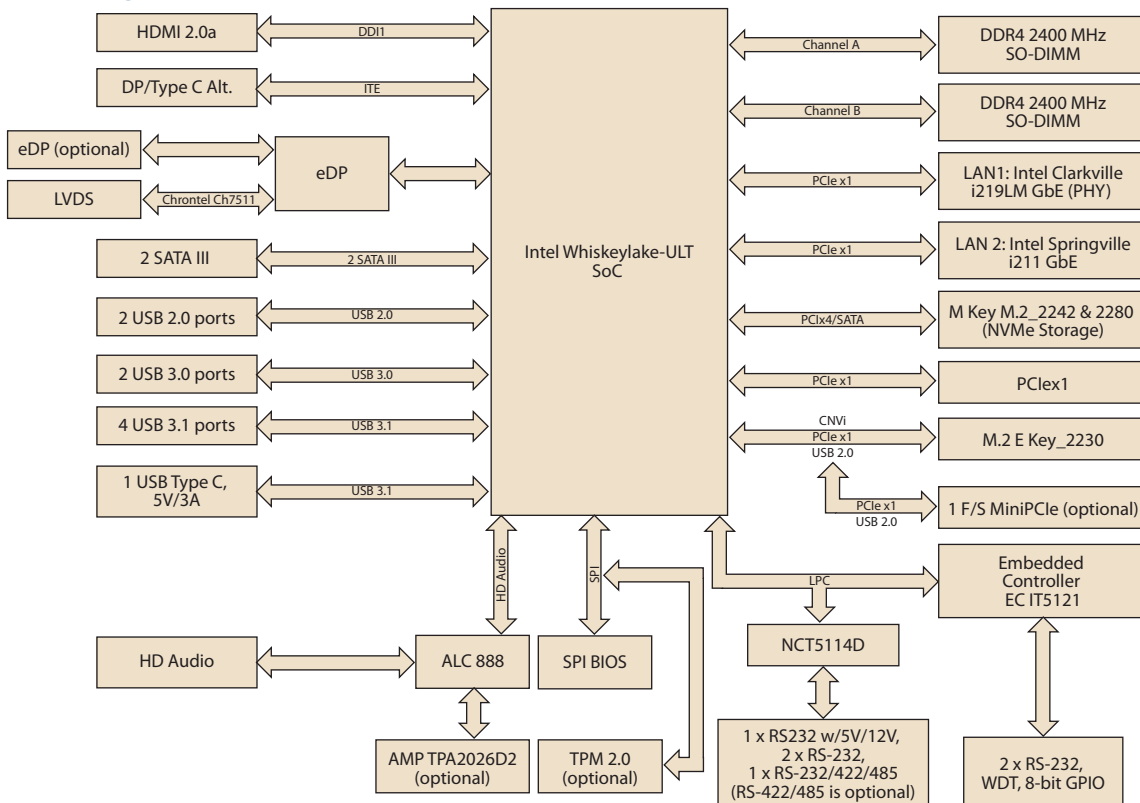 HDMI 2.0a
DDI1
DP/Type C Alt.
ITE
eDP (optional)
eDP
LVDS
Chrontel Ch7511
2 SATA III
2 SATA III
2 USB 2.0 ports
USB 2.0
2 USB 3.0 ports
USB 3.0
4 USB 3.1 ports
USB 3.1
1 USB Type C,
5V/3A
USB 3.1
Intel Whiskeylake-ULT
SoC
Channel A
DDR4 2400 MHz
SO-DIMM
Channel B
DDR4 2400 MHz
SO-DIMM
PCIe x1
LAN1: Intel Clarkville
i219LM GbE (PHY)
PCIe x1
LAN 2: Intel Springville
i211 GbE
PCIx4/SATA
M Key M.2_2242 & 2280
(NVMe Storage)
PCIe x1
PCIex1
CNVi
PCIe x1
USB 2.0
M.2 E Key_2230
PCIe x1
USB 2.0
1 F/S MiniPCIe (optional)
HD Audio
SPI
LPC
Embedded
Controller
EC IT5121
HD Audio
ALC 888
SPI BIOS
NCT5114D
AMP TPA2026D2
(optional)
TPM 2.0
(optional)
1 x RS232 w/5V/12V,
2 x RS-232,
1 x RS-232/422/485
(RS-422/485 is optional)
2 x RS-232,
WDT, 8-bit GPIO